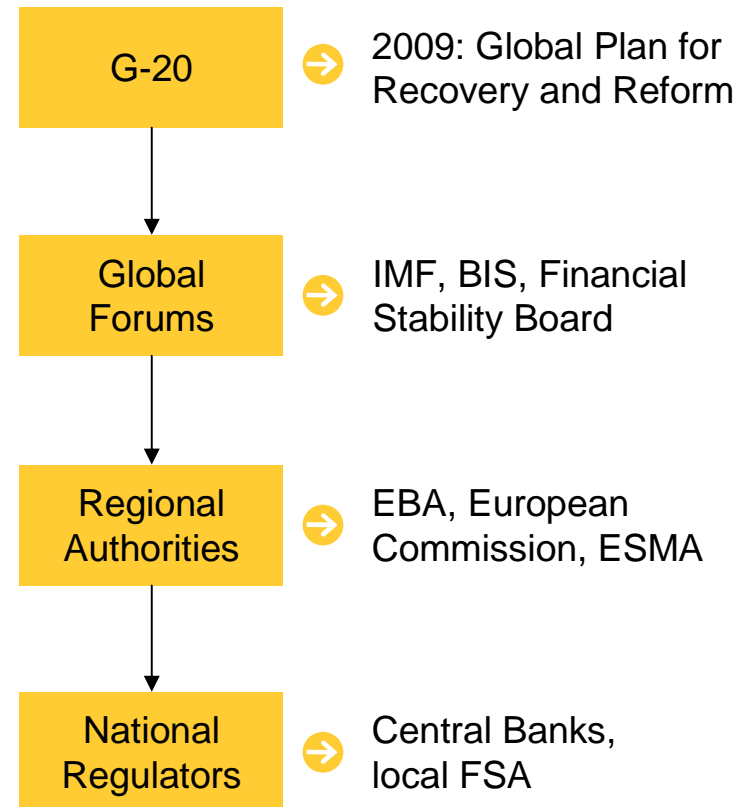 G-20
2009: Global Plan for
Recovery and Reform
Global
Forums
IMF, BIS, Financial
Stability Board
Regional
Authorities
EBA, European
Commission, ESMA
National
Regulators
Central Banks,
local FSA